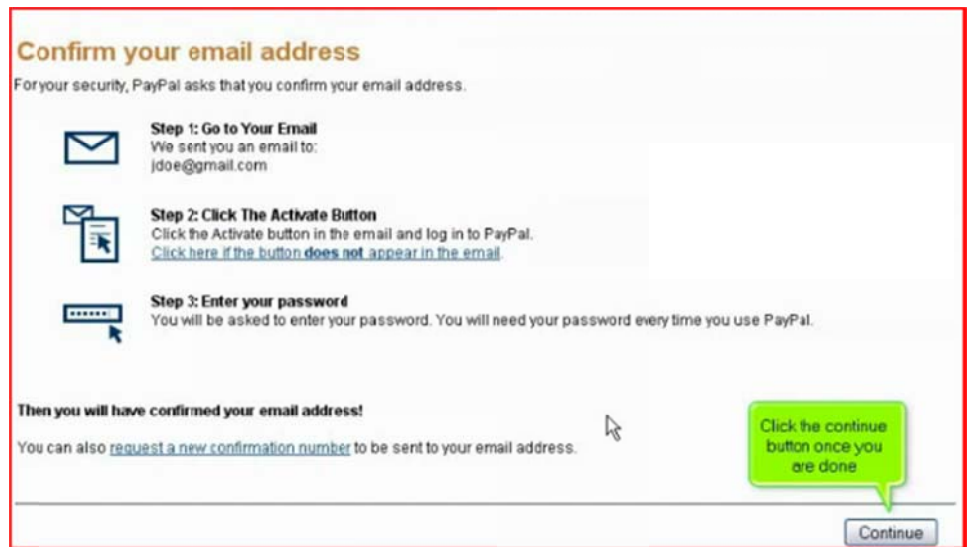 Confirm your email address
For your security, PayPal asks that you confirm your email address.
Step 1: Go to Your Email
We sent you an email to:
jdoe@gmail.com
Step 2: Click The Activate Button
Click the Activate button in the email and log in to PayPal.
Click here if the button does not appear in the email.
Step 3: Enter your password
You will be asked to enter your password. You will need your password every time you use PayPal.
Then you will have confirmed your email address!
You can also request a new confirmation number to be sent to your email address.
Click the continue
button once you
are done
Continue